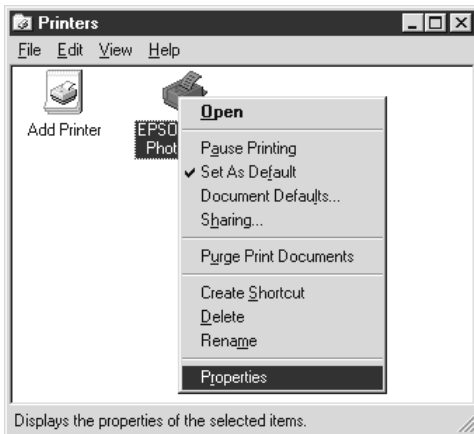 Printers
File Edit View Help
Add Printer
EPSO
Phot
Open
Pause Printing
Set As Default
Document Defaults...
Sharing...
Purge Print Documents
Create Shortcut
Delete
Rename
Properties
Displays the properties of the selected items.